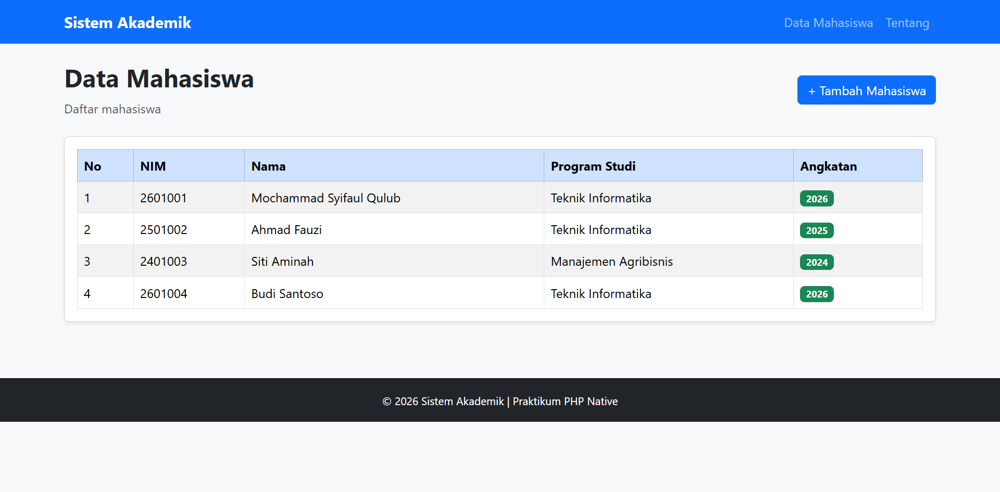 Sistem Akademik Data Mahasiswa Tentang
Data Mahasiswa
+ Tambah Mahasiswa
Daftar mahasiswa
No NIM Nama Program Studi Angkatan
1 2601001 Mochammad Syifaul Qulub Teknik Informatika 2026
2 2501002 Ahmad Fauzi Teknik Informatika 2025
3 2401003 Siti Aminah Manajemen Agribisnis 2024
4 2601004 Budi Santoso Teknik Informatika 2026
© 2026 Sistem Akademik | Praktikum PHP Native